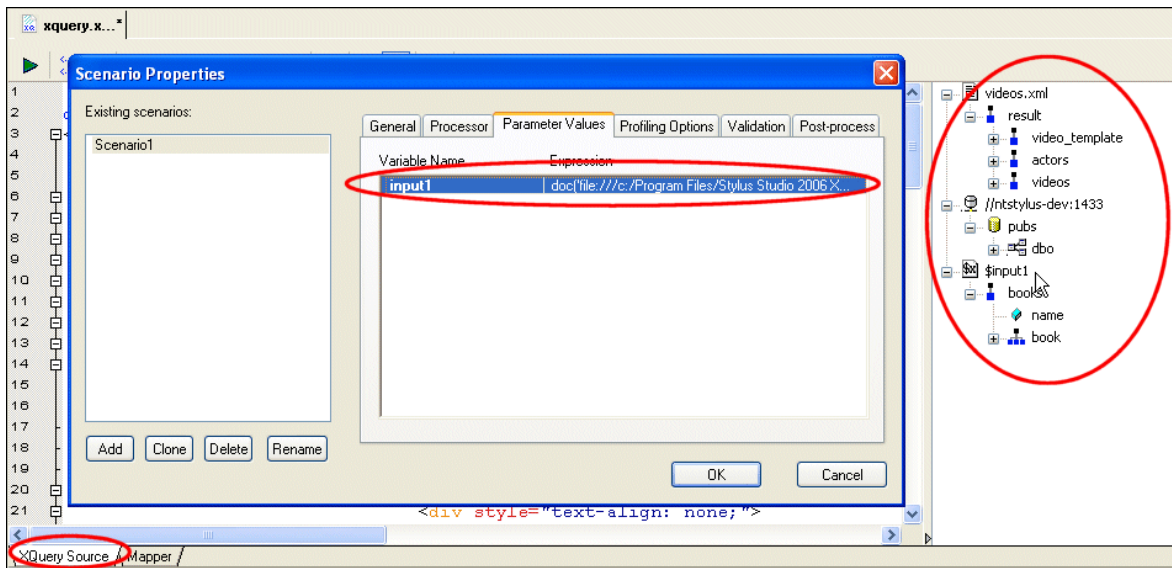 xquery.x...*
Scenario Properties
Existing scenarios:
Scenario1
Add
Clone
Delete
Rename
General
Processor
Parameter Values
Profiling Options
Validation
Post-process
Variable Name
Expression
input1
doc('file:///c:/Program Files/Stylus Studio 2006 X...
OK
Cancel
1
2
3
4
5
6
7
8
9
10
11
12
13
14
15
16
17
18
19
20
21
<div style="text-align: none;">
videos.xml
result
video_template
actors
videos
//ntstylus-dev:1433
pubs
dbo
$input1
books
name
book
XQuery Source
Mapper